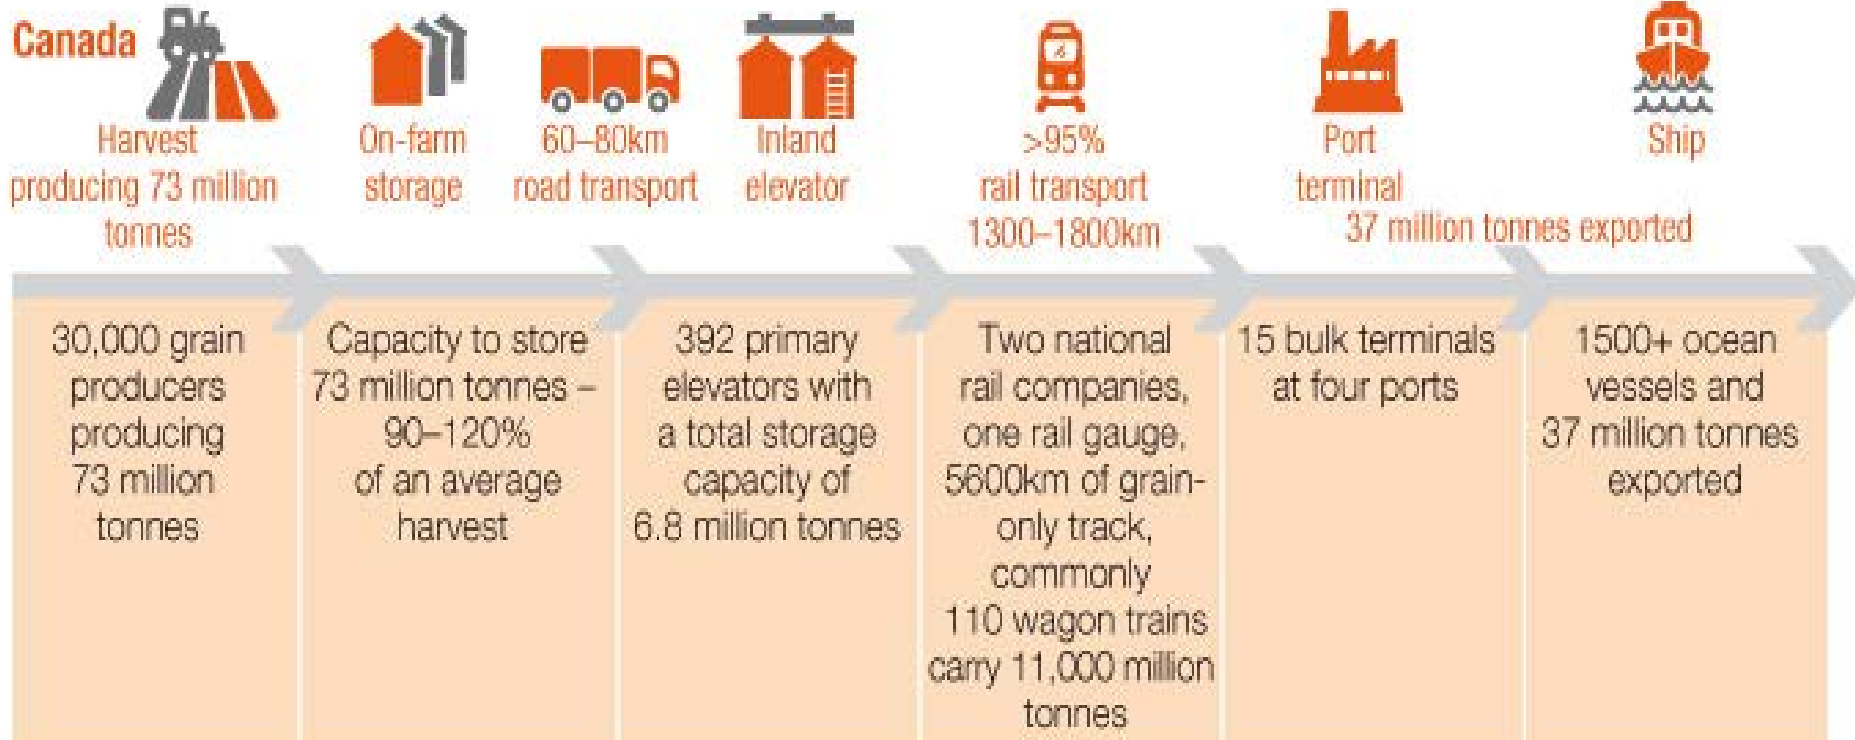 Canada
Harvest
producing 73 million
tonnes
On-farm
storage
60–80km
road transport
Inland
elevator
>95%
rail transport
1300–1800km
Port
terminal
Ship
37 million tonnes exported
30,000 grain
producers
producing
73 million
tonnes
Capacity to store
73 million tonnes –
90–120%
of an average
harvest
392 primary
elevators with
a total storage
capacity of
6.8 million tonnes
Two national
rail companies,
one rail gauge,
5600km of grain-
only track,
commonly
110 wagon trains
carry 11,000 million
tonnes
15 bulk terminals
at four ports
1500+ ocean
vessels and
37 million tonnes
exported